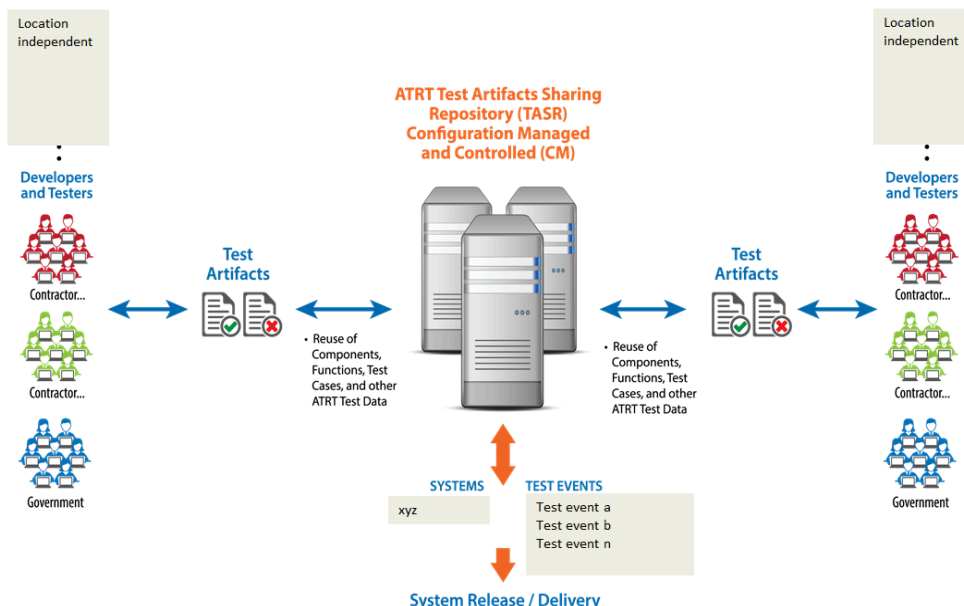 Location
independent
Developers
and Testers
Contractor...
Contractor...
Government
Test
Artifacts
• Reuse of
Components,
Functions, Test
Cases, and other
ATRT Test Data
ATRT Test Artifacts Sharing
Repository (TASR)
Configuration Managed
and Controlled (CM)
SYSTEMS
xyz
TEST EVENTS
Test event a
Test event b
Test event n
System Release / Delivery
Test
Artifacts
• Reuse of
Components,
Functions, Test
Cases, and other
ATRT Test Data
Location
independent
Developers
and Testers
Contractor...
Contractor...
Government